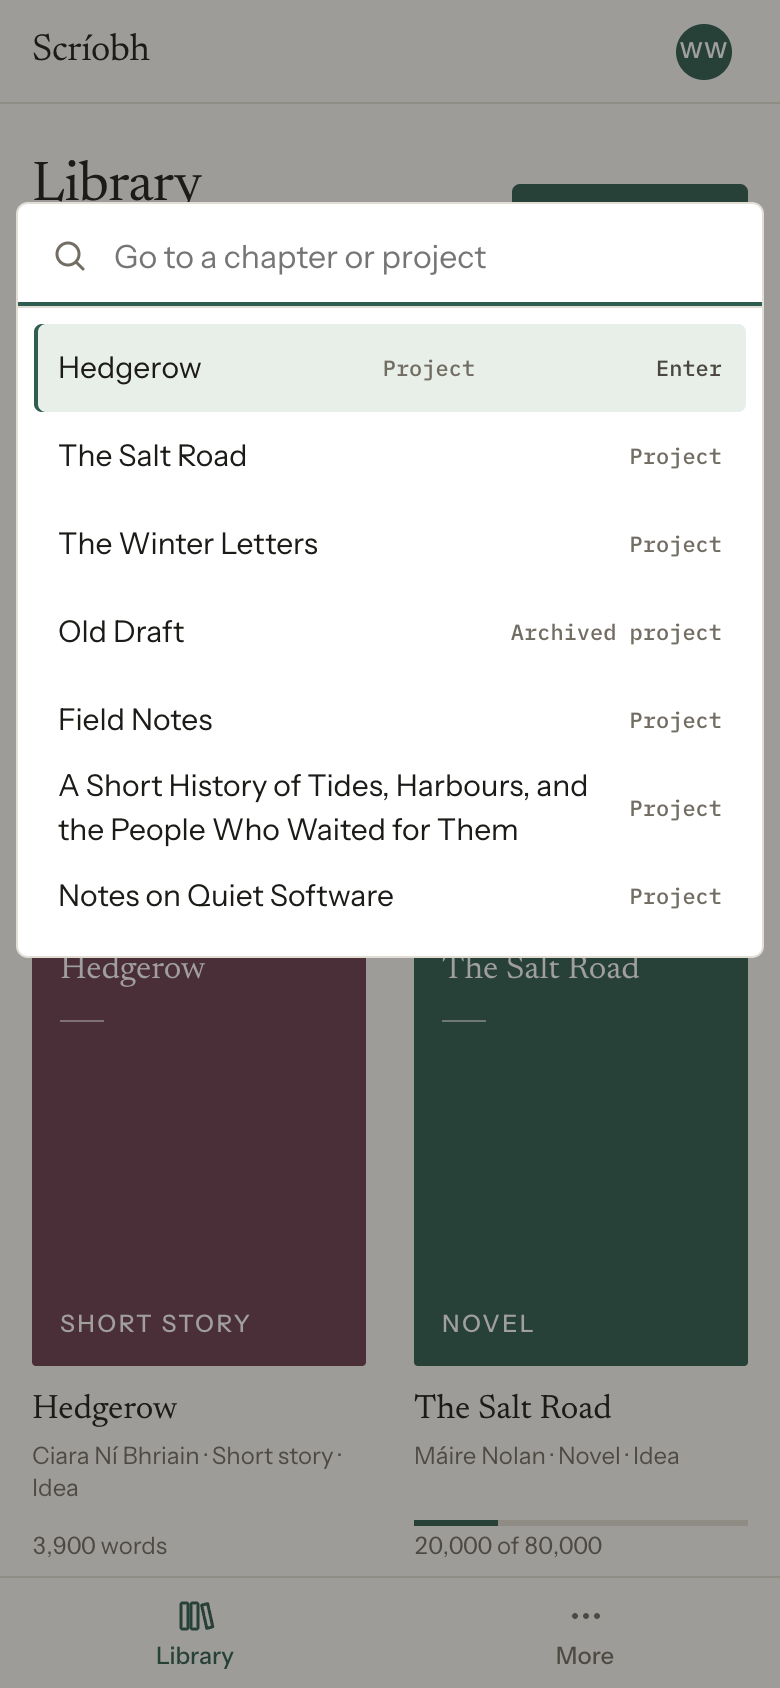 Scríobh
WW
Library
Go to a chapter or project
Hedgerow Project Enter
The Salt Road Project
The Winter Letters Project
Old Draft Archived project
Field Notes Project
A Short History of Tides, Harbours, and
the People Who Waited for Them
Project
Notes on Quiet Software Project
Hedgerow
SHORT STORY
The Salt Road
NOVEL
Hedgerow
Ciara Ní Bhriain · Short story ·
Idea
3,900 words
The Salt Road
Máire Nolan · Novel · Idea
20,000 of 80,000
Library
More